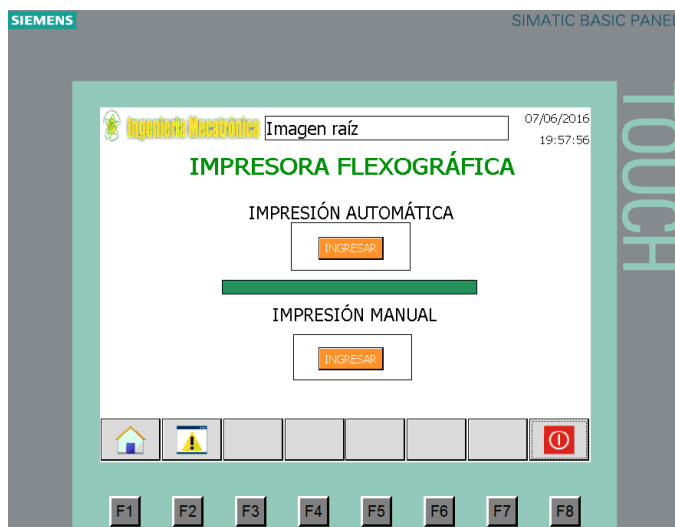 SIEMENS
SIMATIC BASIC PANEL
TOUCH
Ingeniería Mecatrónica
Imagen raíz
07/06/2016
19:57:56
IMPRESORA FLEXOGRÁFICA
IMPRESIÓN AUTOMÁTICA
INGRESAR
IMPRESIÓN MANUAL
INGRESAR
F1 F2 F3 F4 F5 F6 F7 F8